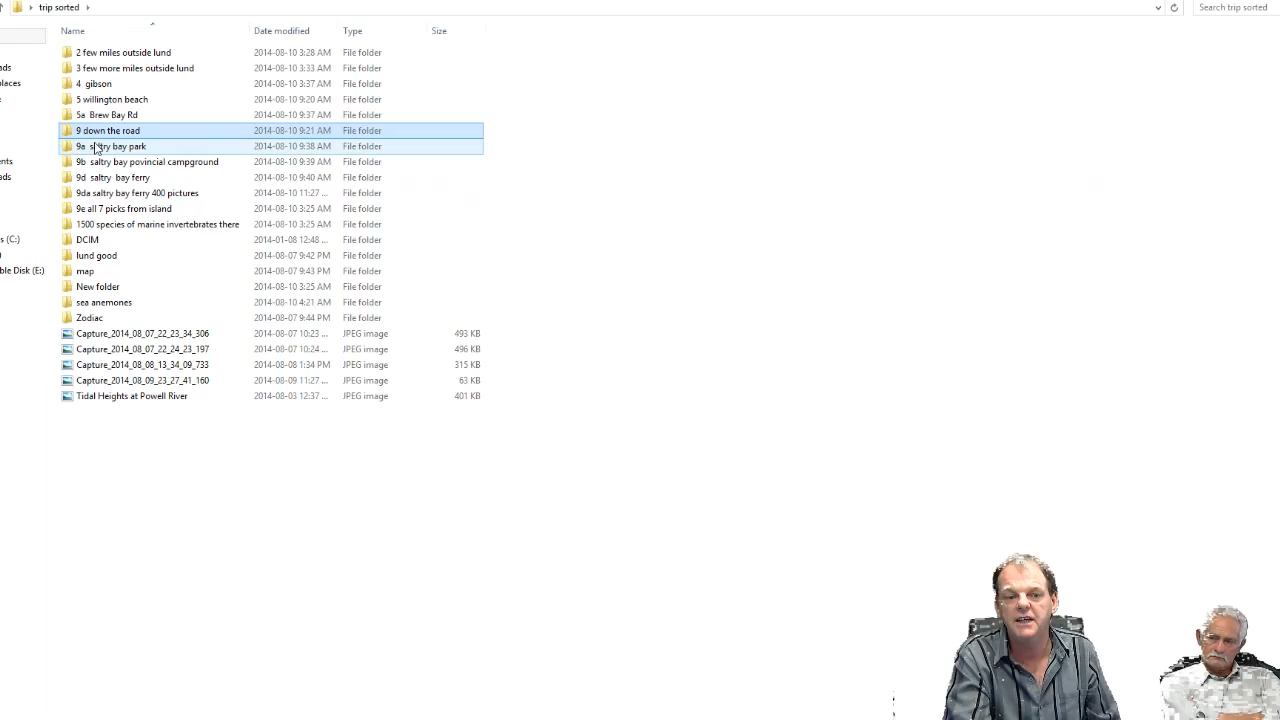 trip sorted
Search trip sorted
Name Date modified Type Size
2 few miles outside lund 2014-08-10 3:28 AM File folder
ads 3 few more miles outside lund 2014-08-10 3:33 AM File folder
places 4 gibson 2014-08-10 3:37 AM File folder
5 willington beach 2014-08-10 9:20 AM File folder
5a Brew Bay Rd 2014-08-10 9:37 AM File folder
9 down the road 2014-08-10 9:21 AM File folder
9a saltry bay park 2014-08-10 9:38 AM File folder
ents 9b saltry bay povincial campground 2014-08-10 9:39 AM File folder
ads 9d saltry bay ferry 2014-08-10 9:40 AM File folder
9da saltry bay ferry 400 pictures 2014-08-10 11:27 ... File folder
9e all 7 picks from island 2014-08-10 3:25 AM File folder
1500 species of marine invertebrates there 2014-08-10 3:25 AM File folder
s (C:) DCIM 2014-01-08 12:48 ... File folder
lund good 2014-08-07 9:42 PM File folder
ble Disk (E:) map 2014-08-07 9:43 PM File folder
New folder 2014-08-10 3:25 AM File folder
sea anemones 2014-08-10 4:21 AM File folder
Zodiac 2014-08-07 9:44 PM File folder
Capture_2014_08_07_22_23_34_306 2014-08-07 10:23 ... JPEG image 493 KB
Capture_2014_08_07_22_24_23_197 2014-08-07 10:24 ... JPEG image 496 KB
Capture_2014_08_08_13_34_09_733 2014-08-08 1:34 PM JPEG image 315 KB
Capture_2014_08_09_23_27_41_160 2014-08-09 11:27 ... JPEG image 63 KB
Tidal Heights at Powell River 2014-08-03 12:37 ... JPEG image 401 KB